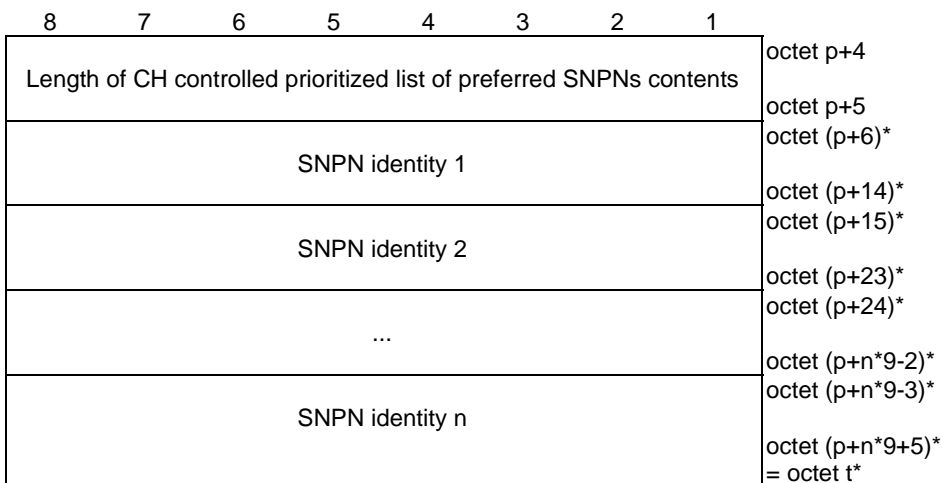 8 7 6 5 4 3 2 1
octet p+4
Length of CH controlled prioritized list of preferred SNPNs contents
octet p+5
octet (p+6)*
SNPN identity 1
octet (p+14)*
octet (p+15)*
SNPN identity 2
octet (p+23)*
octet (p+24)*
...
octet (p+n*9-2)*
octet (p+n*9-3)*
SNPN identity n
octet (p+n*9+5)*
= octet t*